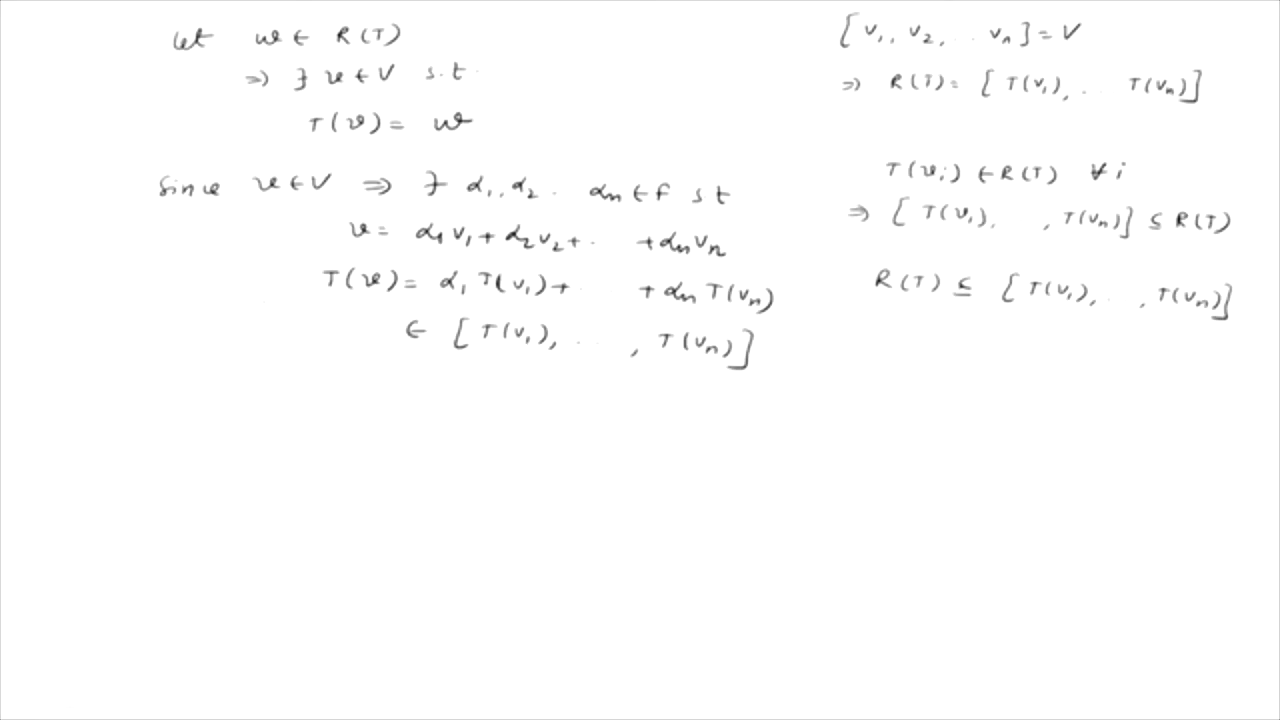 Let w ∈ R(T)
⇒ ∃ v ∈ V s.t.
T(v) = w
Since v ∈ V ⇒ ∃ α₁, α₂ .. αₙ ∈ F s t
v = α₁v₁ + α₂v₂ + .. + αₙvₙ
T(v) = α₁T(v₁) + .. + αₙT(vₙ)
∈ [T(v₁), ... , T(vₙ)]
[v₁, v₂, .. vₙ] = V
⇒ R(T) = [T(v₁), .. T(vₙ)]
T(vᵢ) ∈ R(T) ∀ i
⇒ [T(v₁), , T(vₙ)] ⊆ R(T)
R(T) ⊆ [T(v₁), .. , T(vₙ)]